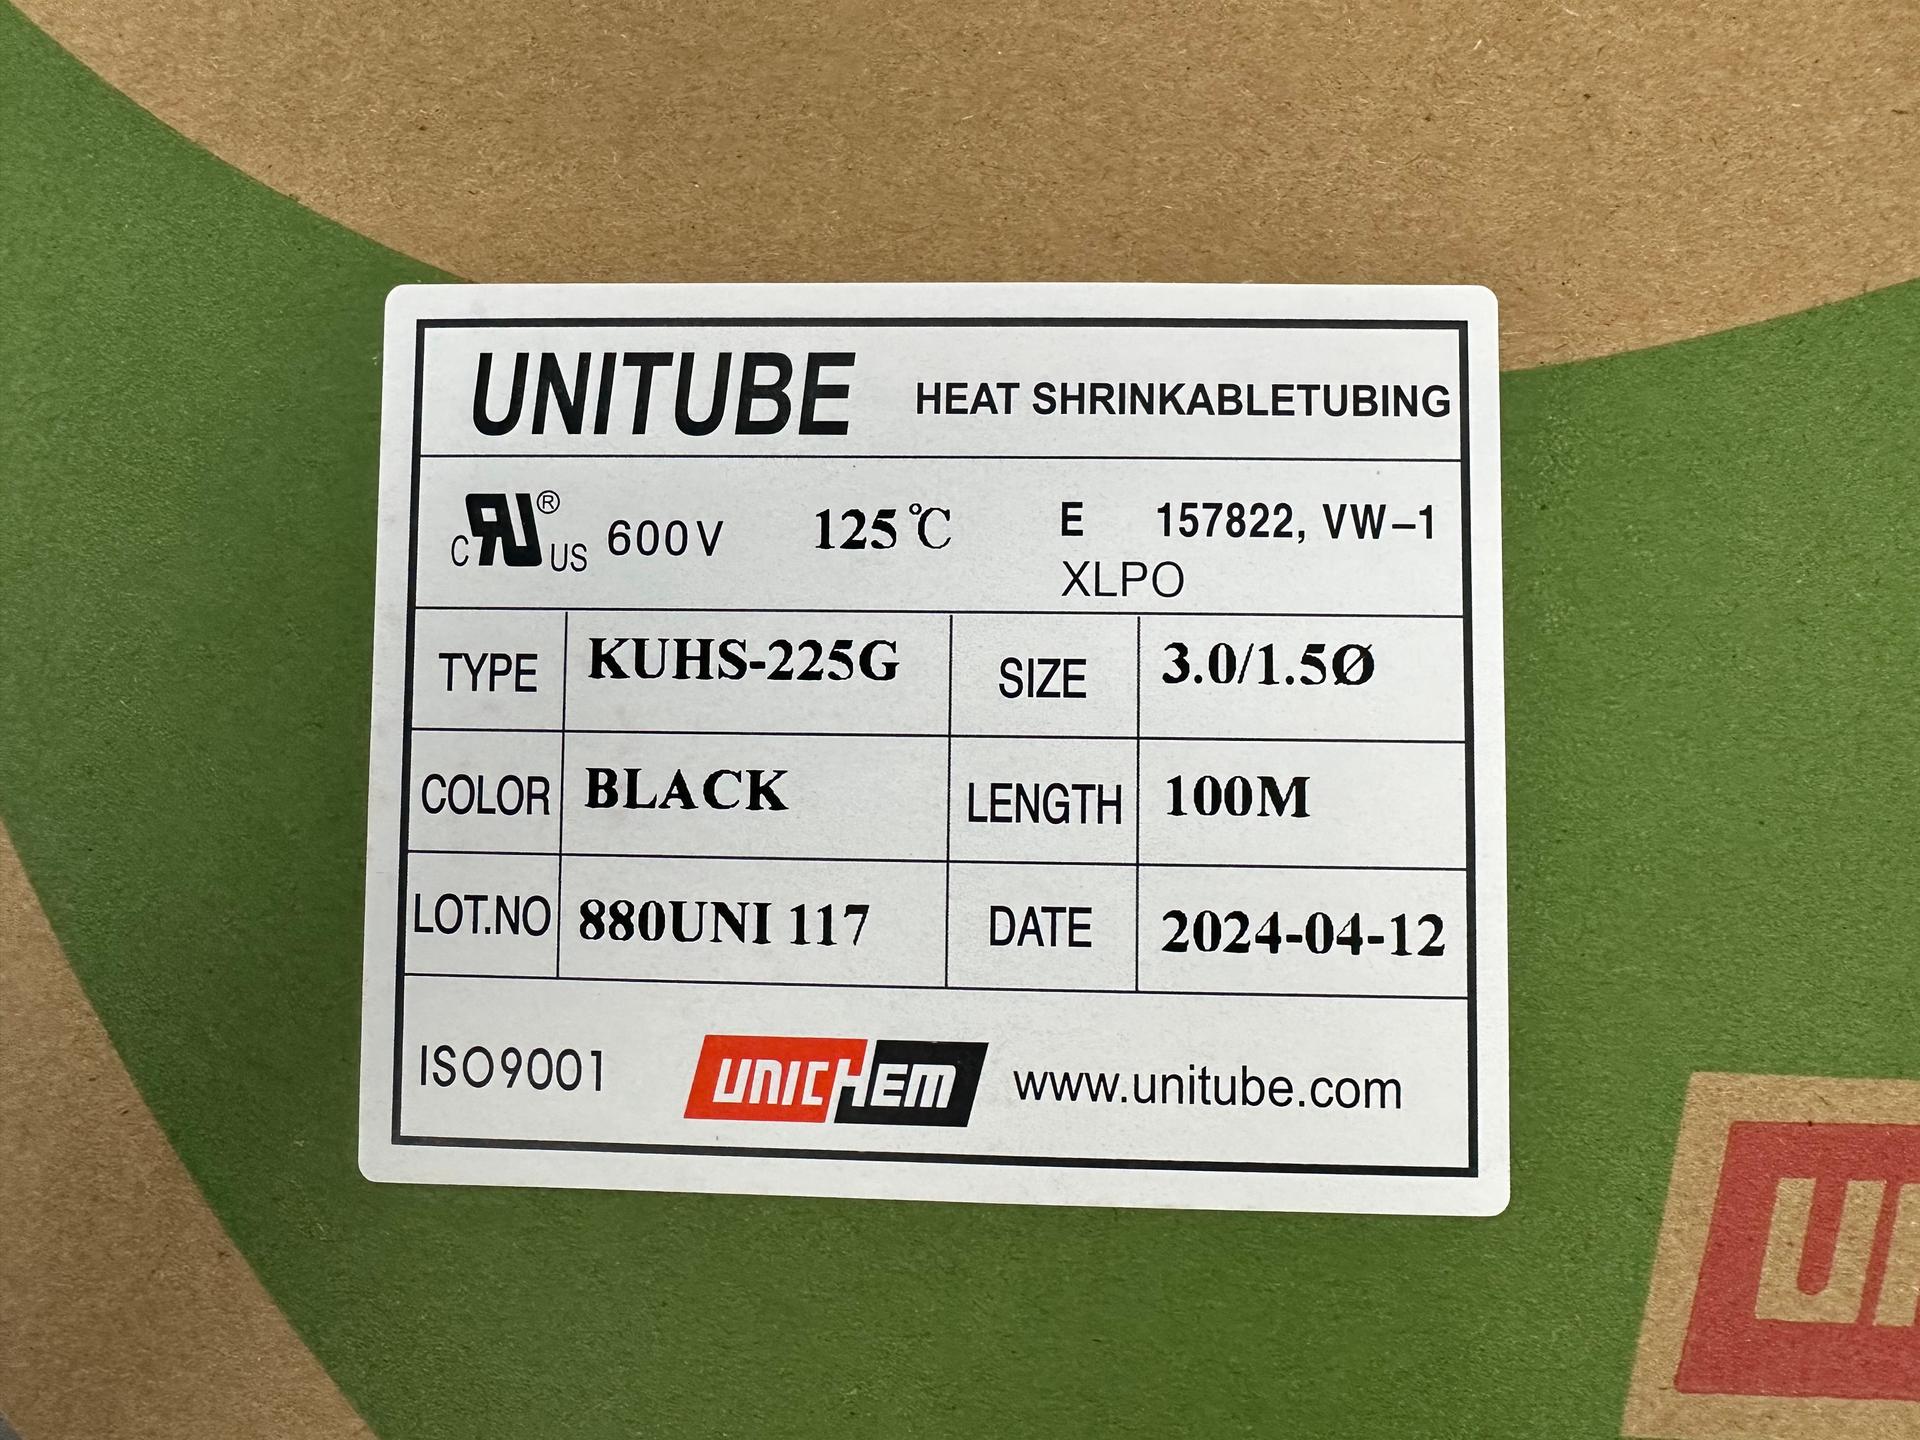 UNITUBE HEAT SHRINKABLETUBING
C RU ® US 600V 125℃ E 157822, VW-1
XLPO
TYPE KUHS-225G SIZE 3.0/1.5Ø
COLOR BLACK LENGTH 100M
LOT.NO 880UNI 117 DATE 2024-04-12
ISO9001 UNICHEM www.unitube.com